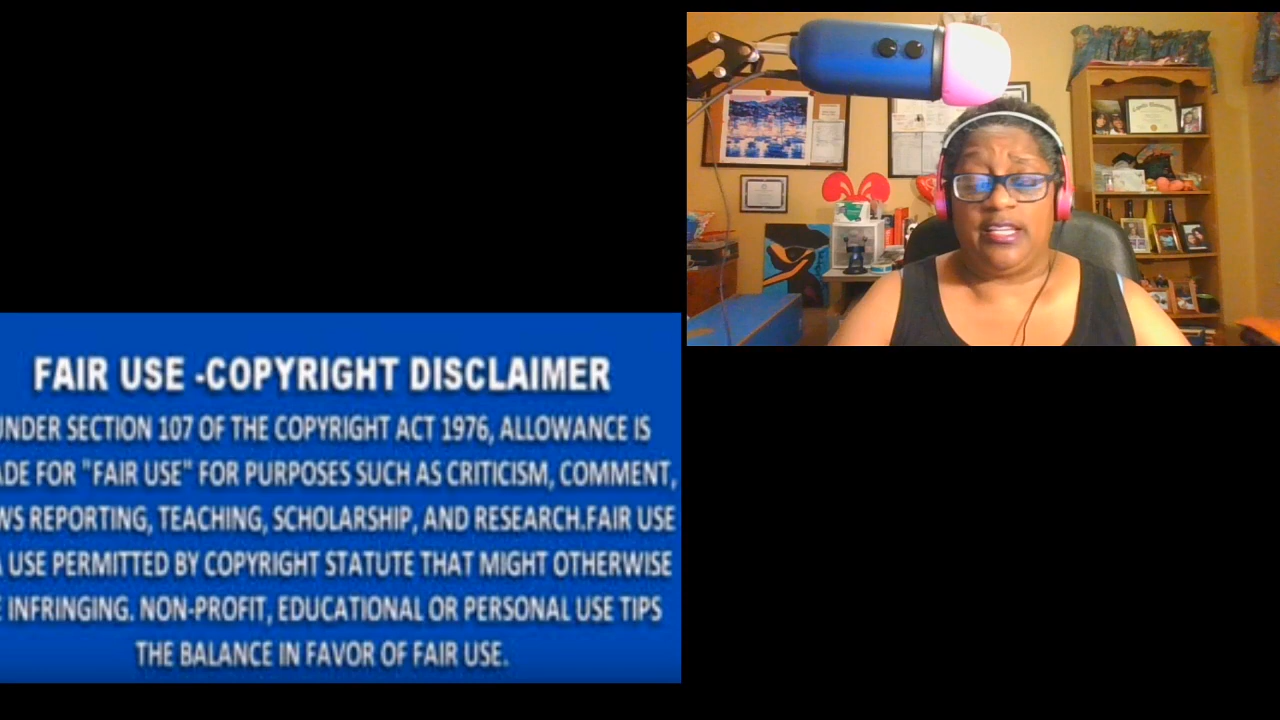 FAIR USE -COPYRIGHT DISCLAIMER
UNDER SECTION 107 OF THE COPYRIGHT ACT 1976, ALLOWANCE IS
ADE FOR "FAIR USE" FOR PURPOSES SUCH AS CRITICISM, COMMENT,
WS REPORTING, TEACHING, SCHOLARSHIP, AND RESEARCH.FAIR USE
USE PERMITTED BY COPYRIGHT STATUTE THAT MIGHT OTHERWISE
E INFRINGING. NON-PROFIT, EDUCATIONAL OR PERSONAL USE TIPS
THE BALANCE IN FAVOR OF FAIR USE.